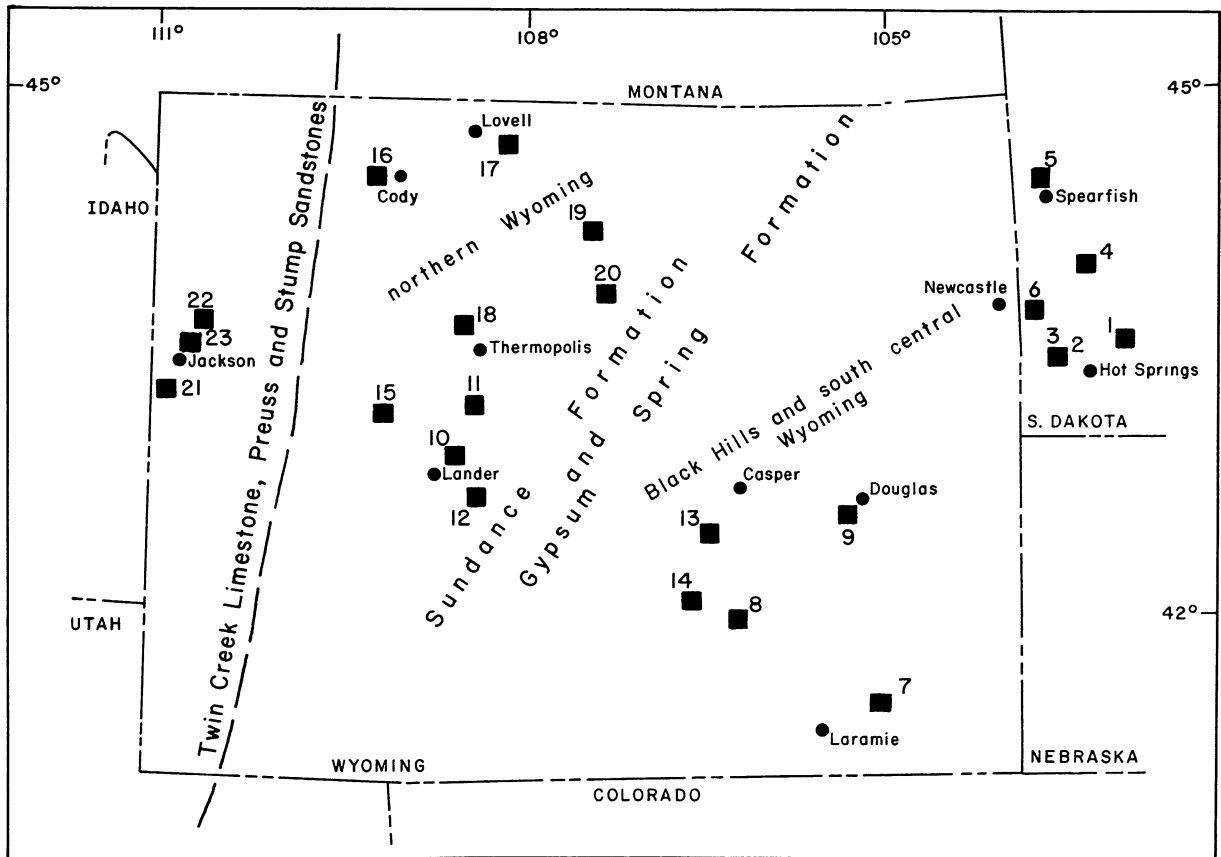 111°
108°
105°
45°
45°
MONTANA
Lovell
17
16
Cody
5
Spearfish
IDAHO
northern Wyoming
19
4
20
Newcastle
6
22
23
Jackson
21
18
Thermopolis
1
3
2
Hot Springs
15
11
S. DAKOTA
10
Lander
12
Twin Creek Limestone, Preuss and Stump Sandstones
Sundance Formation
Gypsum and Spring Formation
Black Hills and south central
Wyoming
Casper
Douglas
13
9
14
8
42°
UTAH
7
Laramie
WYOMING
NEBRASKA
COLORADO